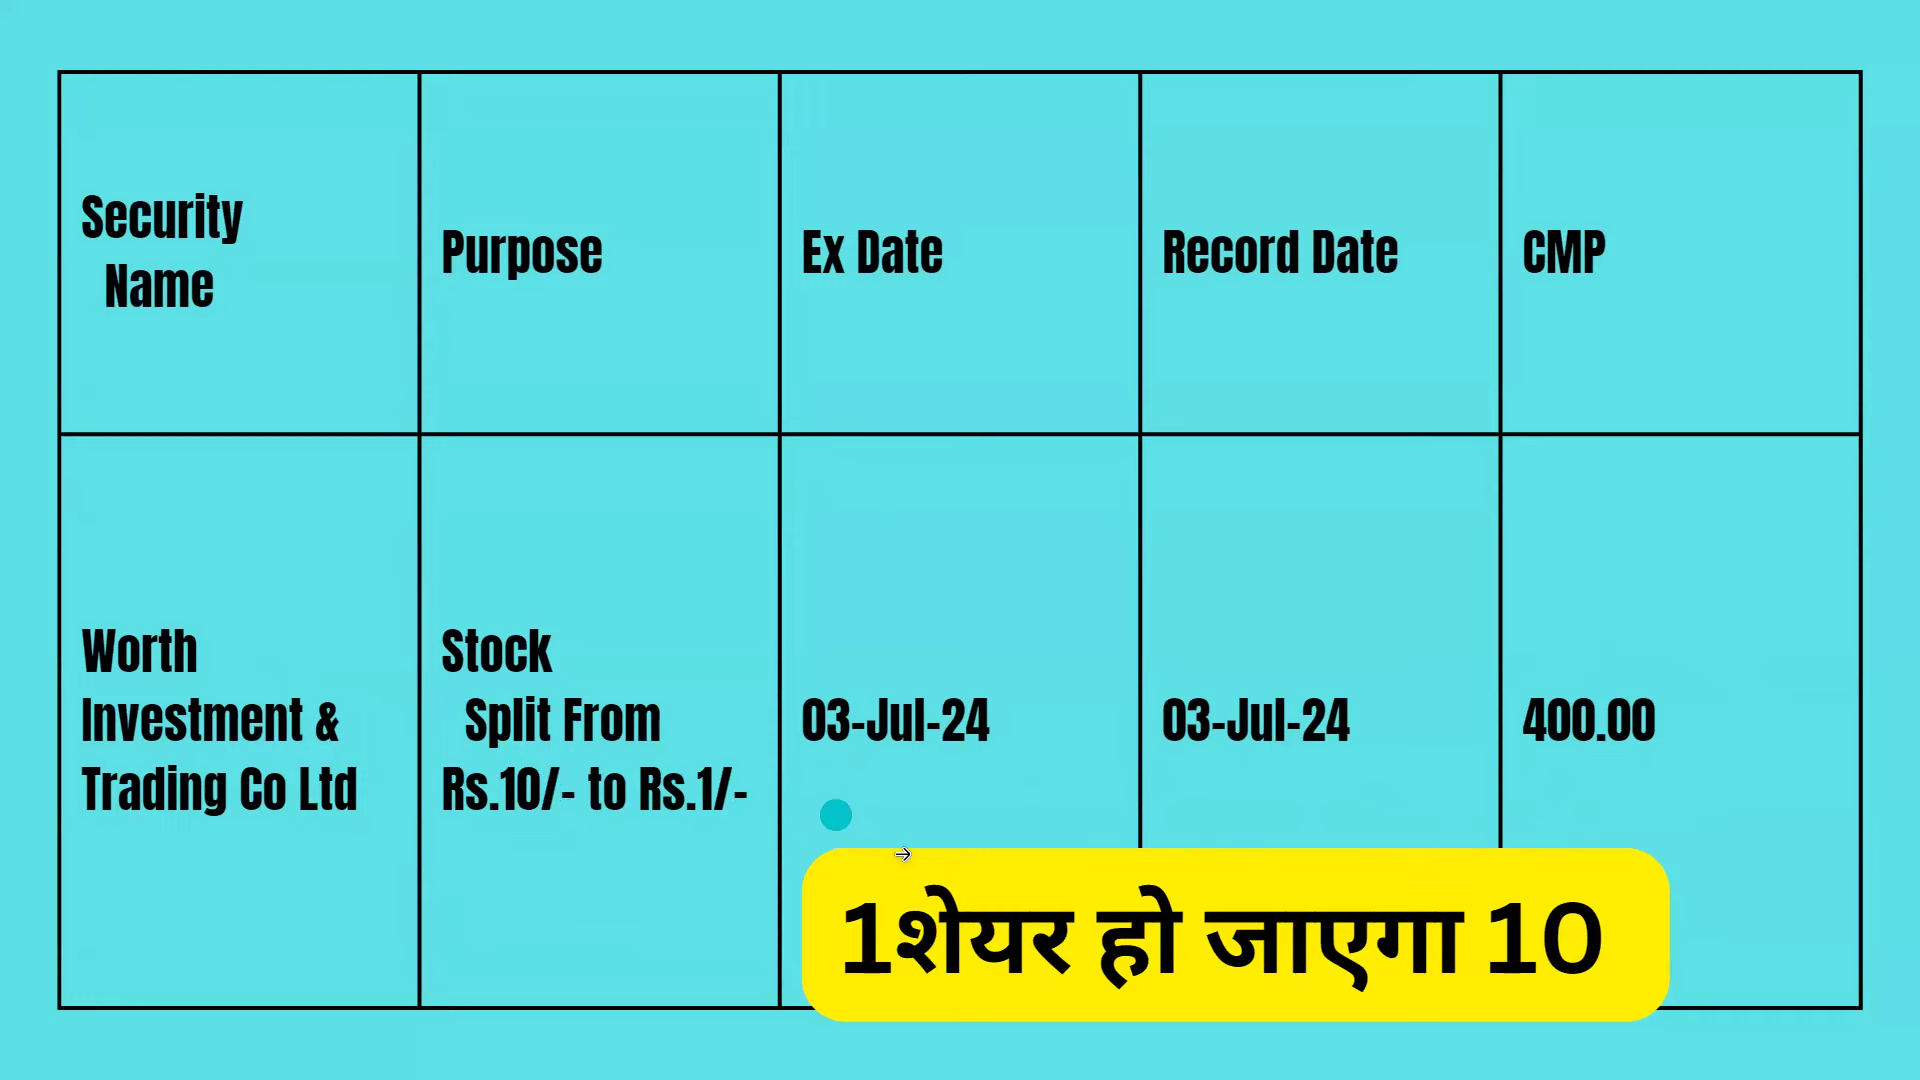 Security
Name
Purpose
Ex Date
Record Date
CMP
Worth
Investment &
Trading Co Ltd
Stock
Split From
Rs.10/- to Rs.1/-
03-Jul-24
03-Jul-24
400.00
1शेयर हो जाएगा 10